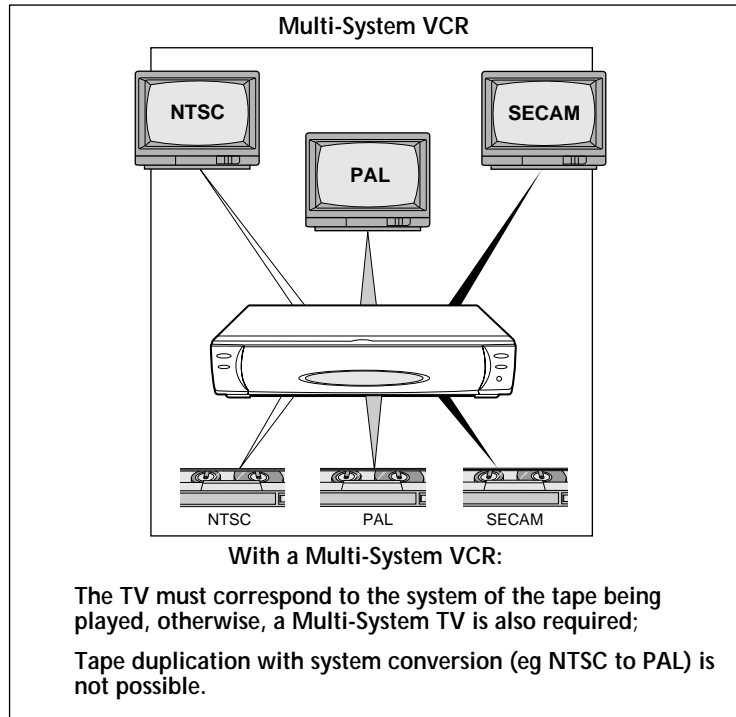 Multi-System VCR
NTSC
SECAM
PAL
NTSC
PAL
SECAM
With a Multi-System VCR:
The TV must correspond to the system of the tape being
played, otherwise, a Multi-System TV is also required;
Tape duplication with system conversion (eg NTSC to PAL) is
not possible.